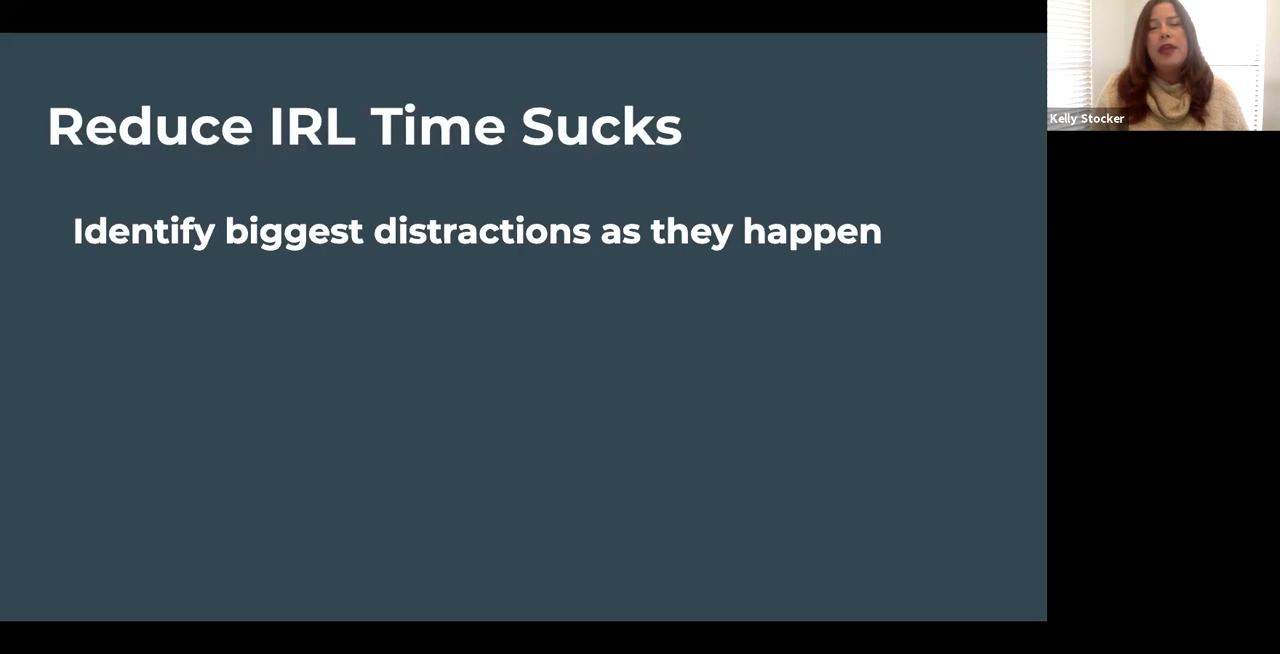 Reduce IRL Time Sucks
Identify biggest distractions as they happen
Kelly Stocker